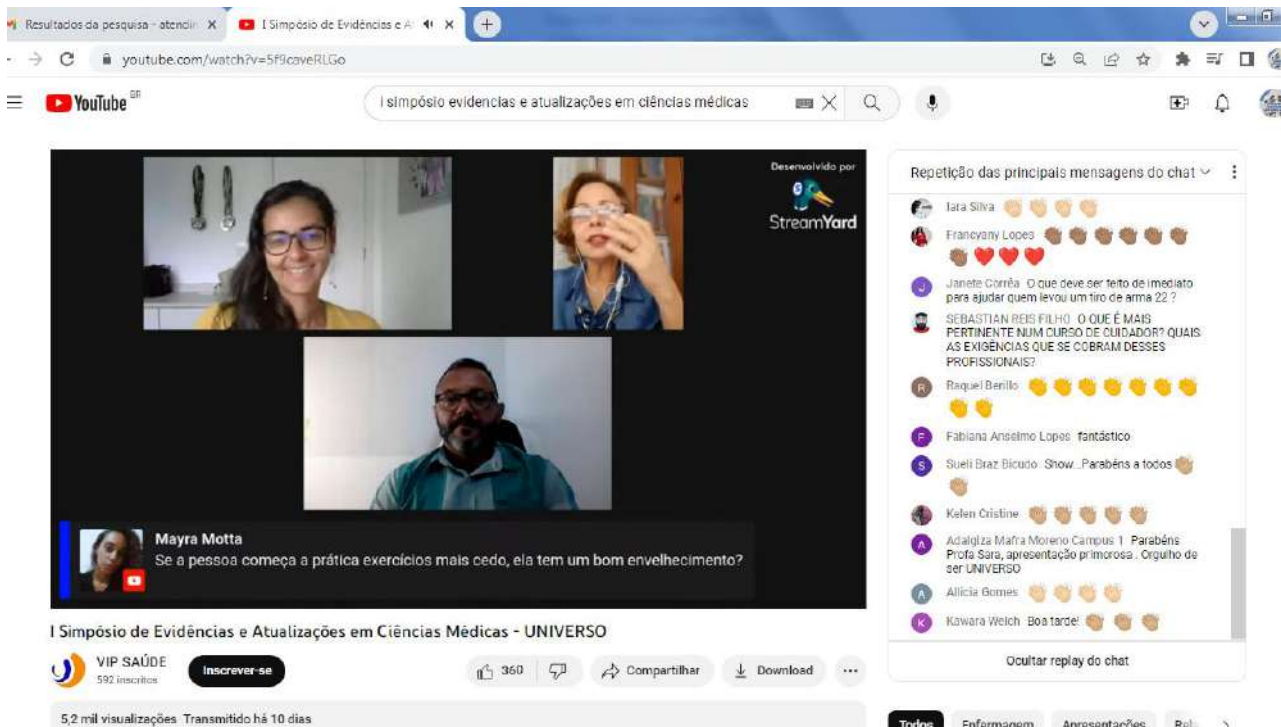 Resultados da pesquisa - atendin
I Simpósio de Evidências e A
youtube.com/watch?v=5f9caveRLGo
YouTube BR
i simpósio evidencias e atualizações em ciências médicas
Desenvolvido por
StreamYard
Mayra Motta
Se a pessoa começa a prática exercícios mais cedo, ela tem um bom envelhecimento?
I Simpósio de Evidências e Atualizações em Ciências Médicas - UNIVERSO
VIP SAÚDE
592 inscritos
Inscrever-se
360
Compartilhar
Download
5,2 mil visualizações Transmitido há 10 dias
Repetição das principais mensagens do chat
Iara Silva
Francyany Lopes
Janete Corrêa O que deve ser feito de imediato
para ajudar quem levou um tiro de arma 22 ?
SEBASTIAN REIS FILHO O QUE É MAIS
PERTINENTE NUM CURSO DE CUIDADOR? QUAIS
AS EXIGÊNCIAS QUE SE COBRAM DESSES
PROFISSIONAIS?
Raquel Berillo
Fabiana Anselmo Lopes fantástico
Sueli Braz Bicudo Show...Parabéns a todos
Kelen Cristine
Adalgiza Mafra Moreno Campus 1 Parabéns
Profa Sara, apresentação primorosa . Orgulho de
ser UNIVERSO
Allicia Gomes
Kawara Welch Boa tarde!
Ocultar replay do chat
Todos Enfermagem Apresentações